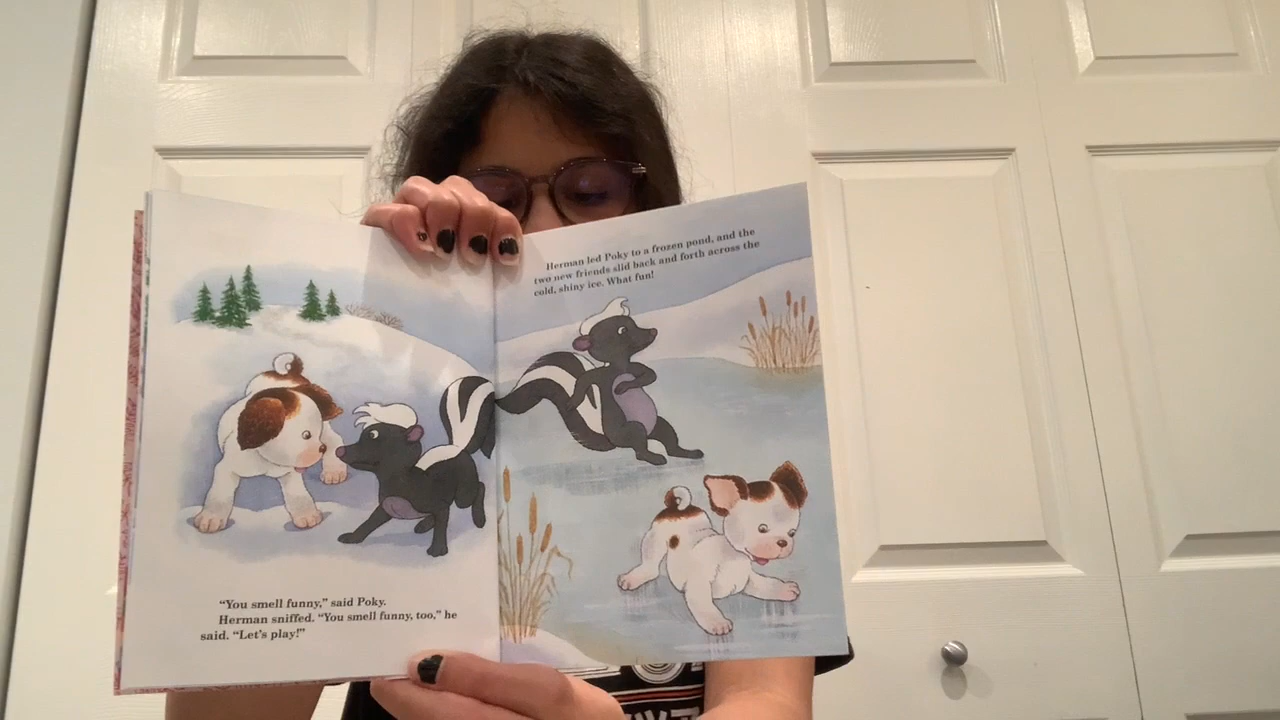 "You smell funny," said Poky.
Herman sniffed. "You smell funny, too," he
said. "Let's play!"
Herman led Poky to a frozen pond, and the
two new friends slid back and forth across the
cold, shiny ice. What fun!